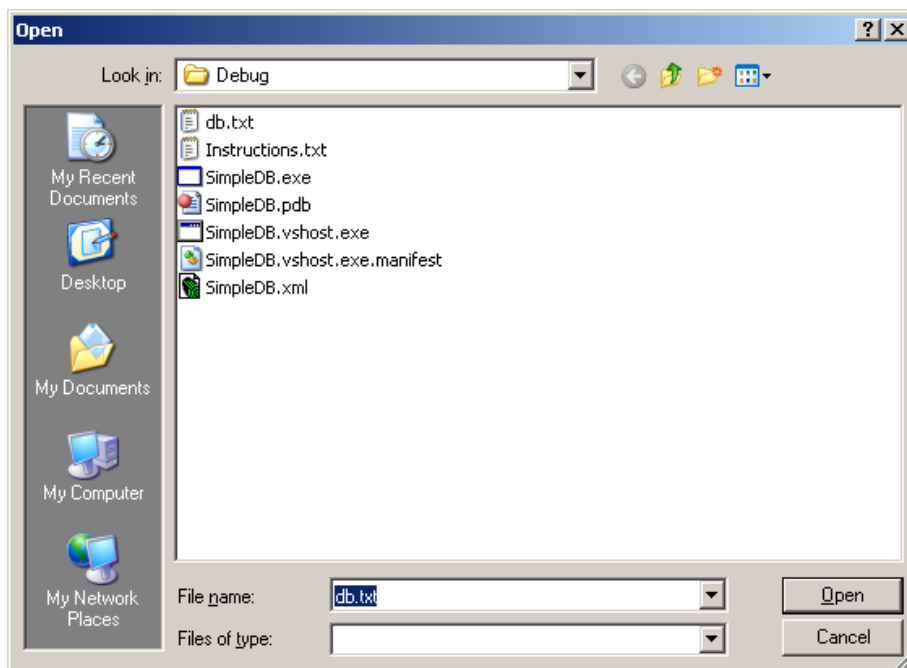 Open
Look in:
Debug
My Recent
Documents
Desktop
My Documents
My Computer
My Network
Places
db.txt
Instructions.txt
SimpleDB.exe
SimpleDB.pdb
SimpleDB.vshost.exe
SimpleDB.vshost.exe.manifest
SimpleDB.xml
File name:
db.txt
Open
Files of type:
Cancel